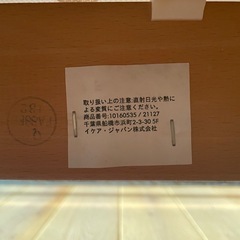 取り扱い上の注意:直射日光や熱に
よる変質にご注意ください。
商品番号:10160535 / 21127
千葉県船橋市浜町2-3-30 5F
イケア・ジャパン株式会社